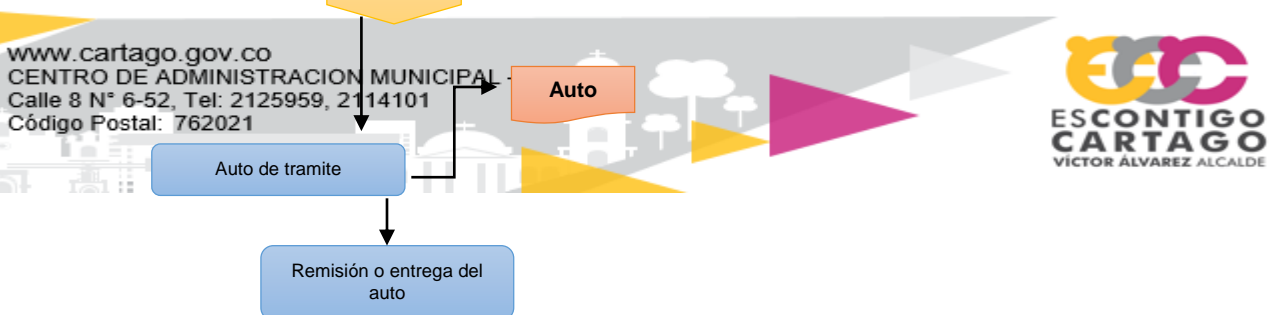 www.cartago.gov.co
CENTRO DE ADMINISTRACION MUNICIPAL -
Calle 8 N° 6-52, Tel: 2125959, 2114101
Código Postal: 762021
Auto
ESCONTIGO
CARTAGO
VÍCTOR ÁLVAREZ ALCALDE
Auto de tramite
Remisión o entrega del
auto